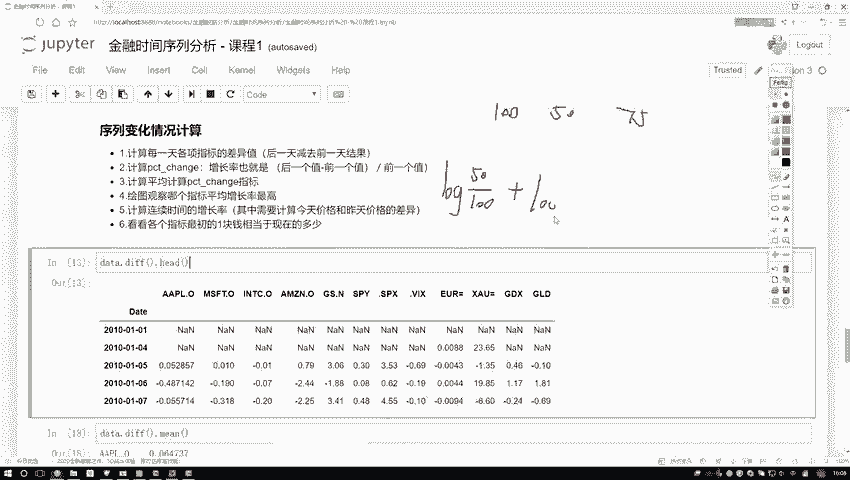 jupyter 金融时间序列分析 - 课程1 (autosaved)
Logout
File Edit View Insert Cell Kernel Widgets Help
Trusted
Code
100 50 75
序列变化情况计算
1.计算每一天各项指标的差异值（后一天减去前一天结果）
2.计算pct_change：增长率也就是 （后一个值-前一个值）/ 前一个值）
3.计算平均计算pct_change指标
4.绘图观察哪个指标平均增长率最高
5.计算连续时间的增长率（其中需要计算今天价格和昨天价格的差异）
6.看看各个指标最初的1块钱相当于现在的多少
log 50/100 +
In [13]: data.diff().head()
Out[13]:
AAPL.O MSFT.O INTC.O AMZN.O GS.N SPY .SPX .VIX EUR= XAU= GDX GLD
Date
2010-01-01 NaN NaN NaN NaN NaN NaN NaN NaN NaN NaN NaN NaN
2010-01-04 NaN NaN NaN NaN NaN NaN NaN NaN 0.0088 23.65 NaN NaN
2010-01-05 0.052857 0.010 -0.01 0.79 3.06 0.30 3.53 -0.69 -0.0043 -1.35 0.46 -0.10
2010-01-06 -0.487142 -0.190 -0.07 -2.44 -1.88 0.08 0.62 -0.19 0.0044 19.85 1.17 1.81
2010-01-07 -0.055714 -0.318 -0.20 -2.25 3.41 0.48 4.55 -0.10 -0.0094 -6.60 -0.24 -0.69
data.diff().mean()
AAPL.O 0.064737
16:08